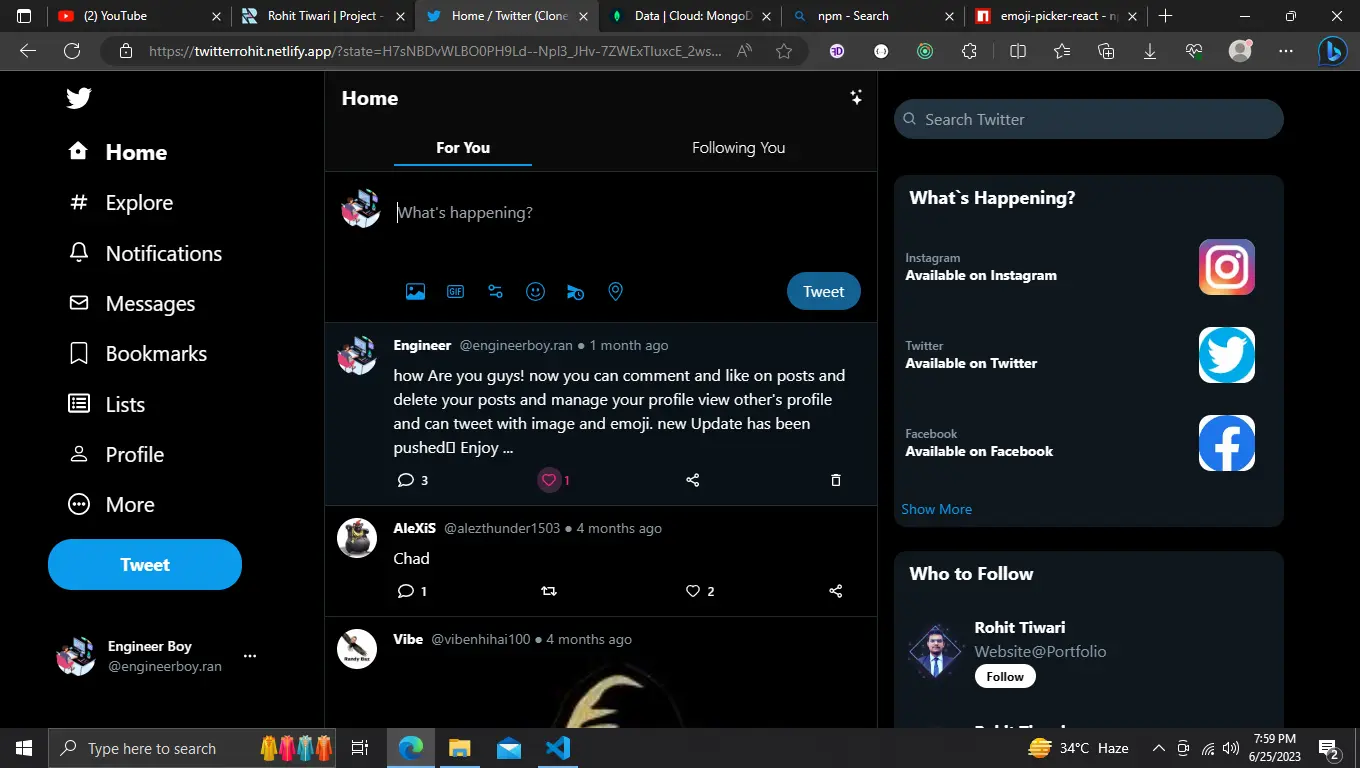 (2) YouTube
Rohit Tiwari | Project -
Home / Twitter (Clone
Data | Cloud: MongoD
npm - Search
emoji-picker-react - np
https://twitterrohit.netlify.app/?state=
Home
Explore
Notifications
Messages
Bookmarks
Lists
Profile
More
Tweet
Engineer Boy
@engineerboy.ran
Home
For You
Following You
What's happening?
GIF
Tweet
Engineer @engineerboy.ran ● 1 month ago
how Are you guys! now you can comment and like on posts and
delete your posts and manage your profile view other's profile
and can tweet with image and emoji. new Update has been
pushed▯ Enjoy ...
3
1
AleXiS @alezthunder1503 ● 4 months ago
Chad
1
2
Vibe @vibenhihai100 ● 4 months ago
Search Twitter
What`s Happening?
Instagram
Available on Instagram
Twitter
Available on Twitter
Facebook
Available on Facebook
Show More
Who to Follow
Rohit Tiwari
Website@Portfolio
Follow
Type here to search
34°C Haze
7:59 PM
6/25/2023
2